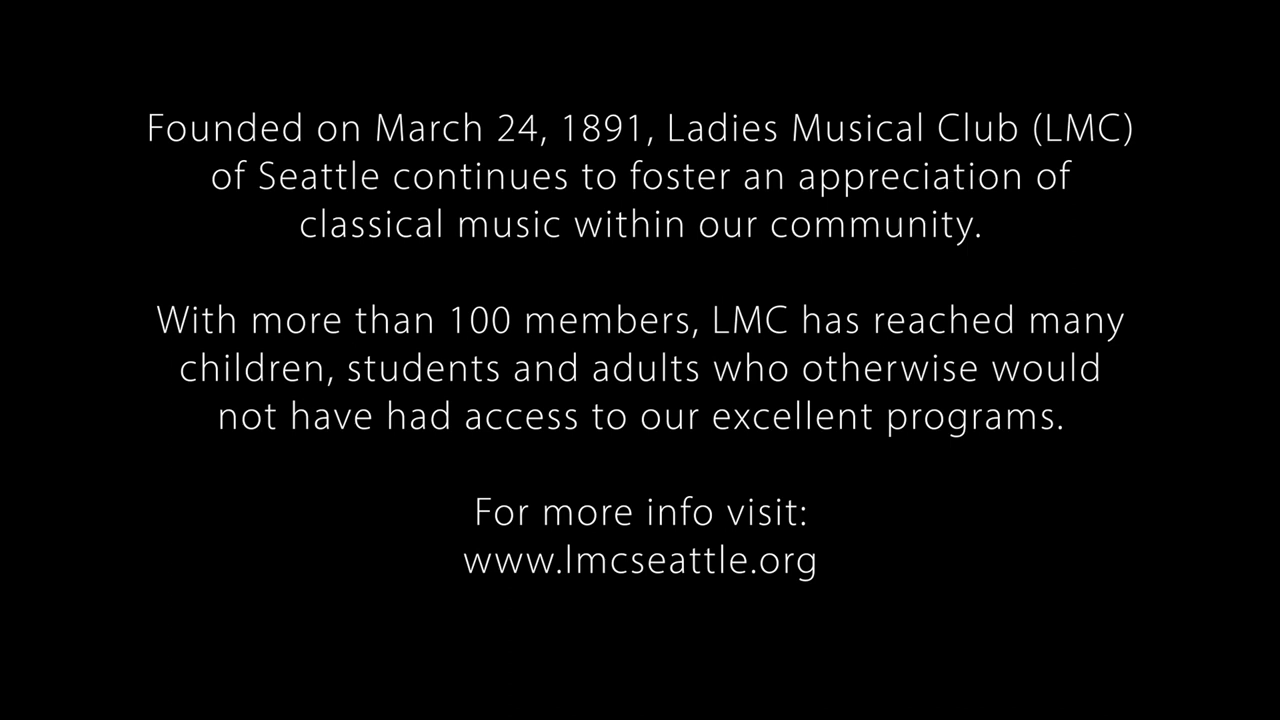 Founded on March 24, 1891, Ladies Musical Club (LMC)
of Seattle continues to foster an appreciation of
classical music within our community.
With more than 100 members, LMC has reached many
children, students and adults who otherwise would
not have had access to our excellent programs.
For more info visit:
www.lmcseattle.org